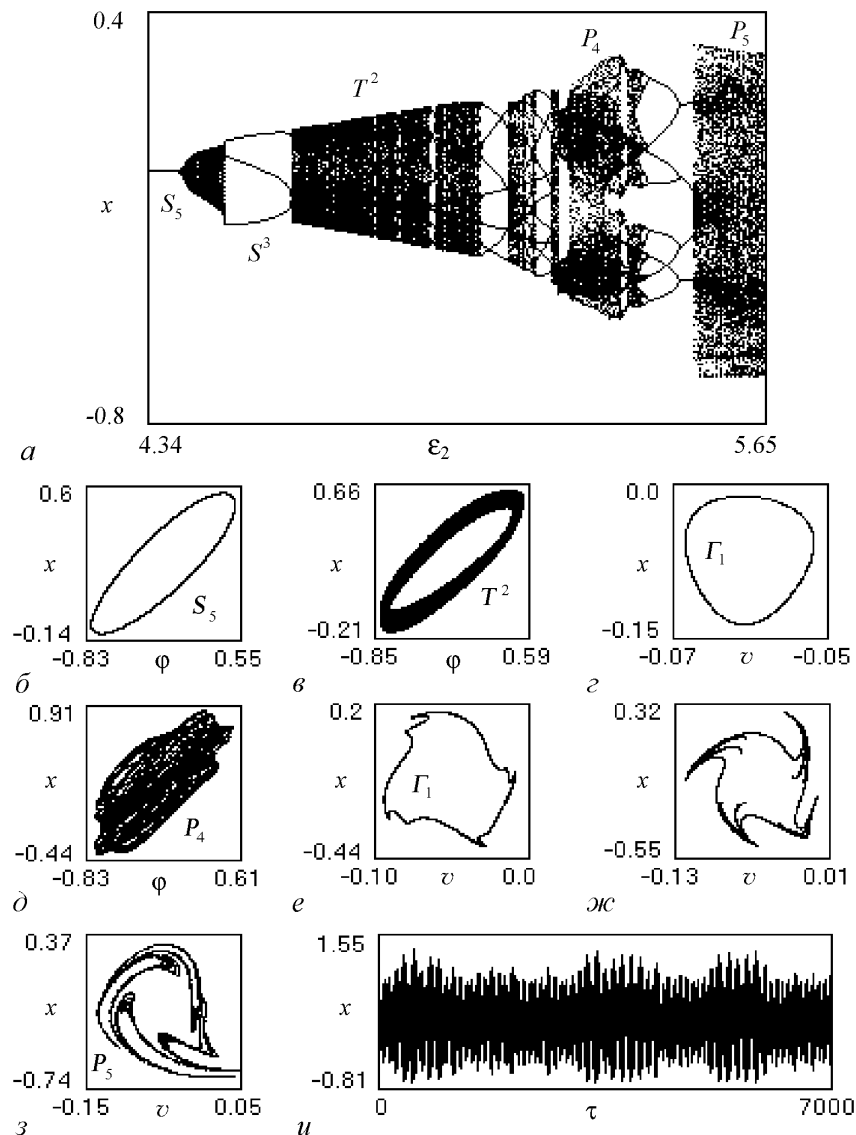 0.4
P₄
P₅
T²
x
S₅
S³
-0.8
4.34
ε₂
5.65
а
0.6
x
S₅
-0.14
-0.83
φ
0.55
б
0.66
x
T²
-0.21
-0.85
φ
0.59
в
0.0
x
Γ₁
-0.15
-0.07
v
-0.05
г
0.91
x
P₄
-0.44
-0.83
φ
0.61
д
0.2
x
Γ₁
-0.44
-0.10
v
0.0
е
0.32
x
-0.55
-0.13
v
0.01
ж
0.37
x
P₅
-0.74
-0.15
v
0.05
з
1.55
x
-0.81
0
τ
7000
и